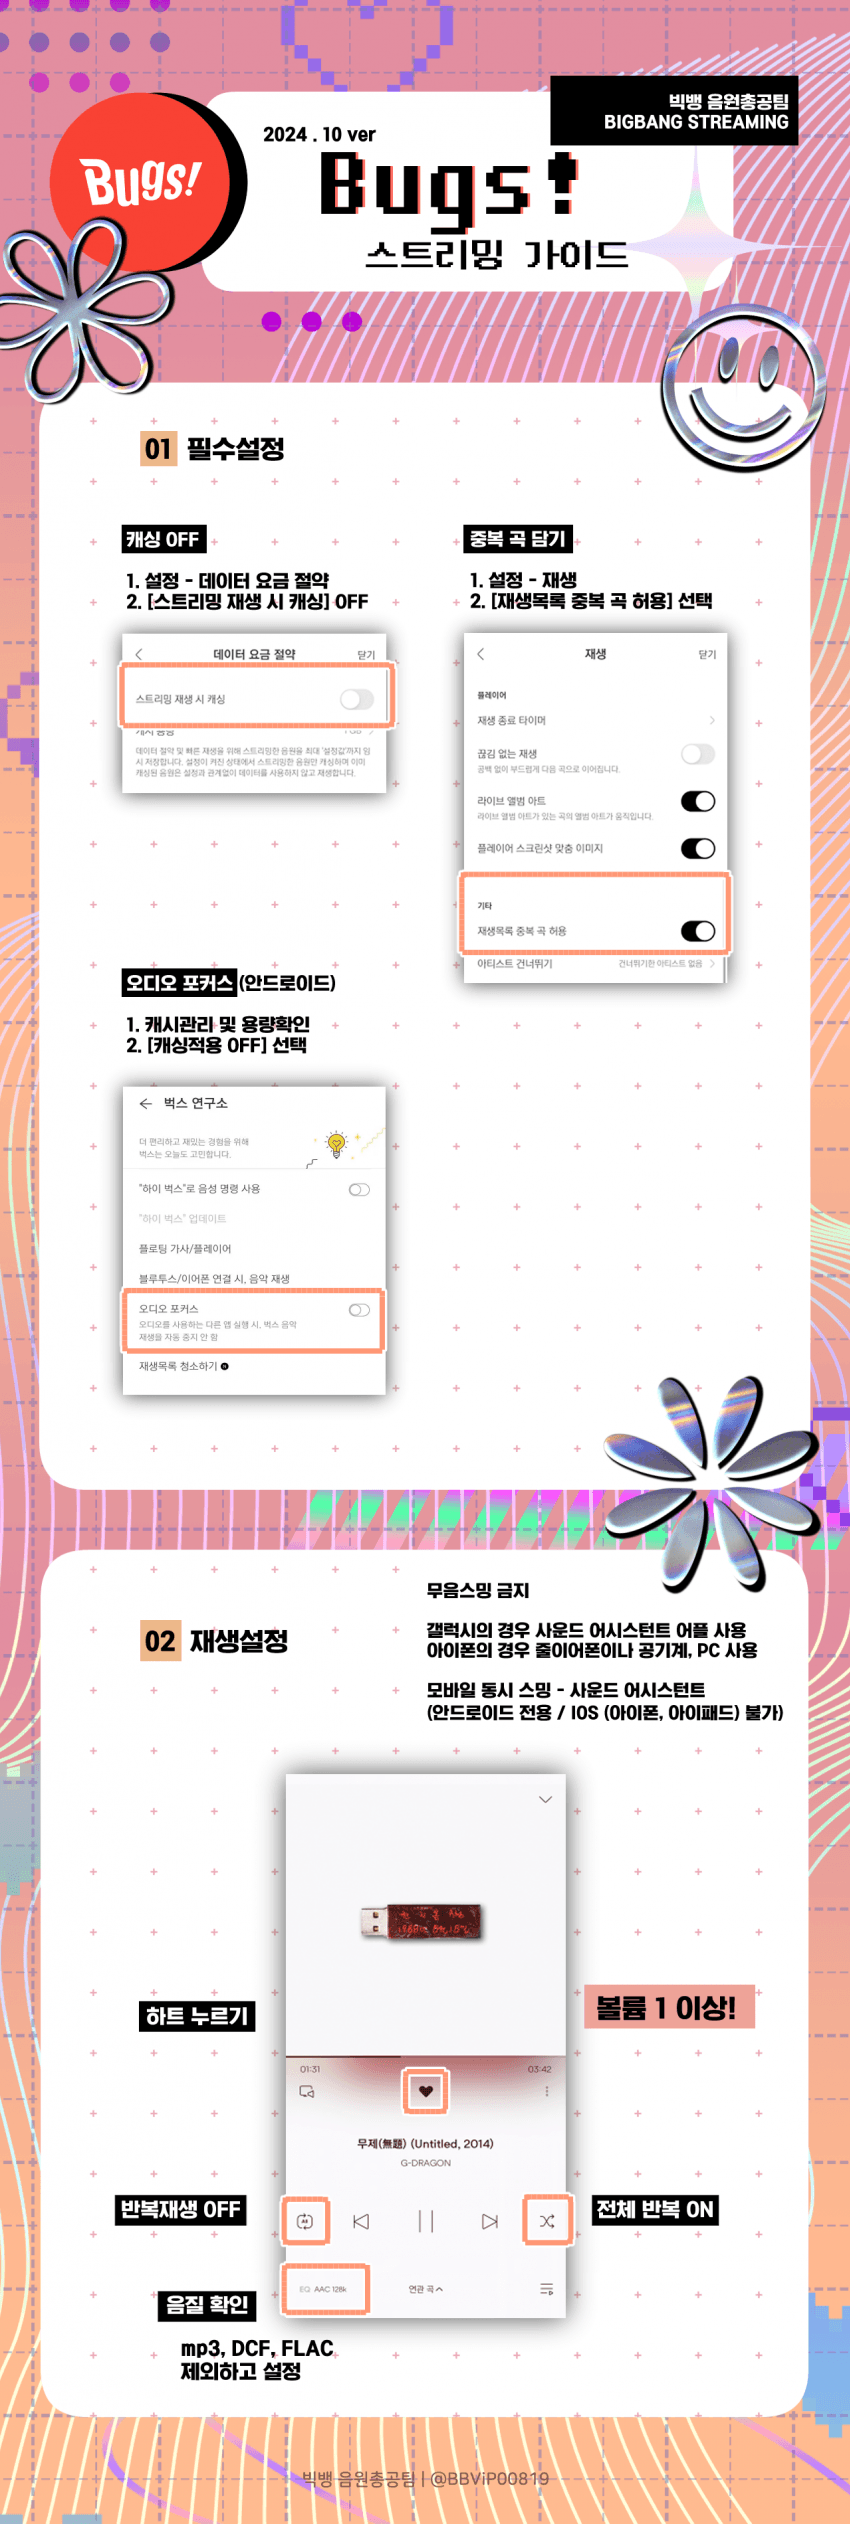 빅뱅 음원총공팀
BIGBANG STREAMING
2024 . 10 ver
Bugs!
Bugs!
스트리밍 가이드
01 필수설정
캐싱 OFF
1. 설정 - 데이터 요금 절약
2. [스트리밍 재생 시 캐싱] OFF
데이터 요금 절약 닫기
스트리밍 재생 시 캐싱
데이터 절약 및 빠른 재생을 위해 스트리밍한 음원을 최대 '설정값'까지 임
시 저장합니다. 설정이 켜진 상태에서 스트리밍한 음원만 캐싱하며 이미
캐싱된 음원은 설정과 관계없이 데이터를 사용하지 않고 재생합니다.
중복 곡 담기
1. 설정 - 재생
2. [재생목록 중복 곡 허용] 선택
재생 닫기
플레이어
재생 종료 타이머
끊김 없는 재생
공백 없이 부드럽게 다음 곡으로 이어집니다.
라이브 앨범 아트
라이브 앨범 아트가 있는 곡의 앨범 아트가 움직입니다.
플레이어 스크린샷 맞춤 이미지
기타
재생목록 중복 곡 허용
아티스트 건너뛰기 건너뛰기한 아티스트 없음
오디오 포커스 (안드로이드)
1. 캐시관리 및 용량확인
2. [캐싱적용 OFF] 선택
벅스 연구소
더 편리하고 재밌는 경험을 위해
벅스는 오늘도 고민합니다.
"하이 벅스"로 음성 명령 사용
"하이 벅스" 업데이트
플로팅 가사/플레이어
블루투스/이어폰 연결 시, 음악 재생
오디오 포커스
오디오를 사용하는 다른 앱 실행 시, 벅스 음악
재생을 자동 중지 안 함
재생목록 청소하기
02 재생설정
무음스밍 금지
갤럭시의 경우 사운드 어시스턴트 어플 사용
아이폰의 경우 줄이어폰이나 공기계, PC 사용
모바일 동시 스밍 - 사운드 어시스턴트
(안드로이드 전용 / IOS (아이폰, 아이패드) 불가)
하트 누르기
볼륨 1 이상!
01:31 03:42
무제(無題) (Untitled, 2014)
G-DRAGON
반복재생 OFF
전체 반복 ON
EQ AAC 128k 연관 곡
음질 확인
mp3, DCF, FLAC
제외하고 설정
빅뱅 음원총공팀 | @BBViP00819